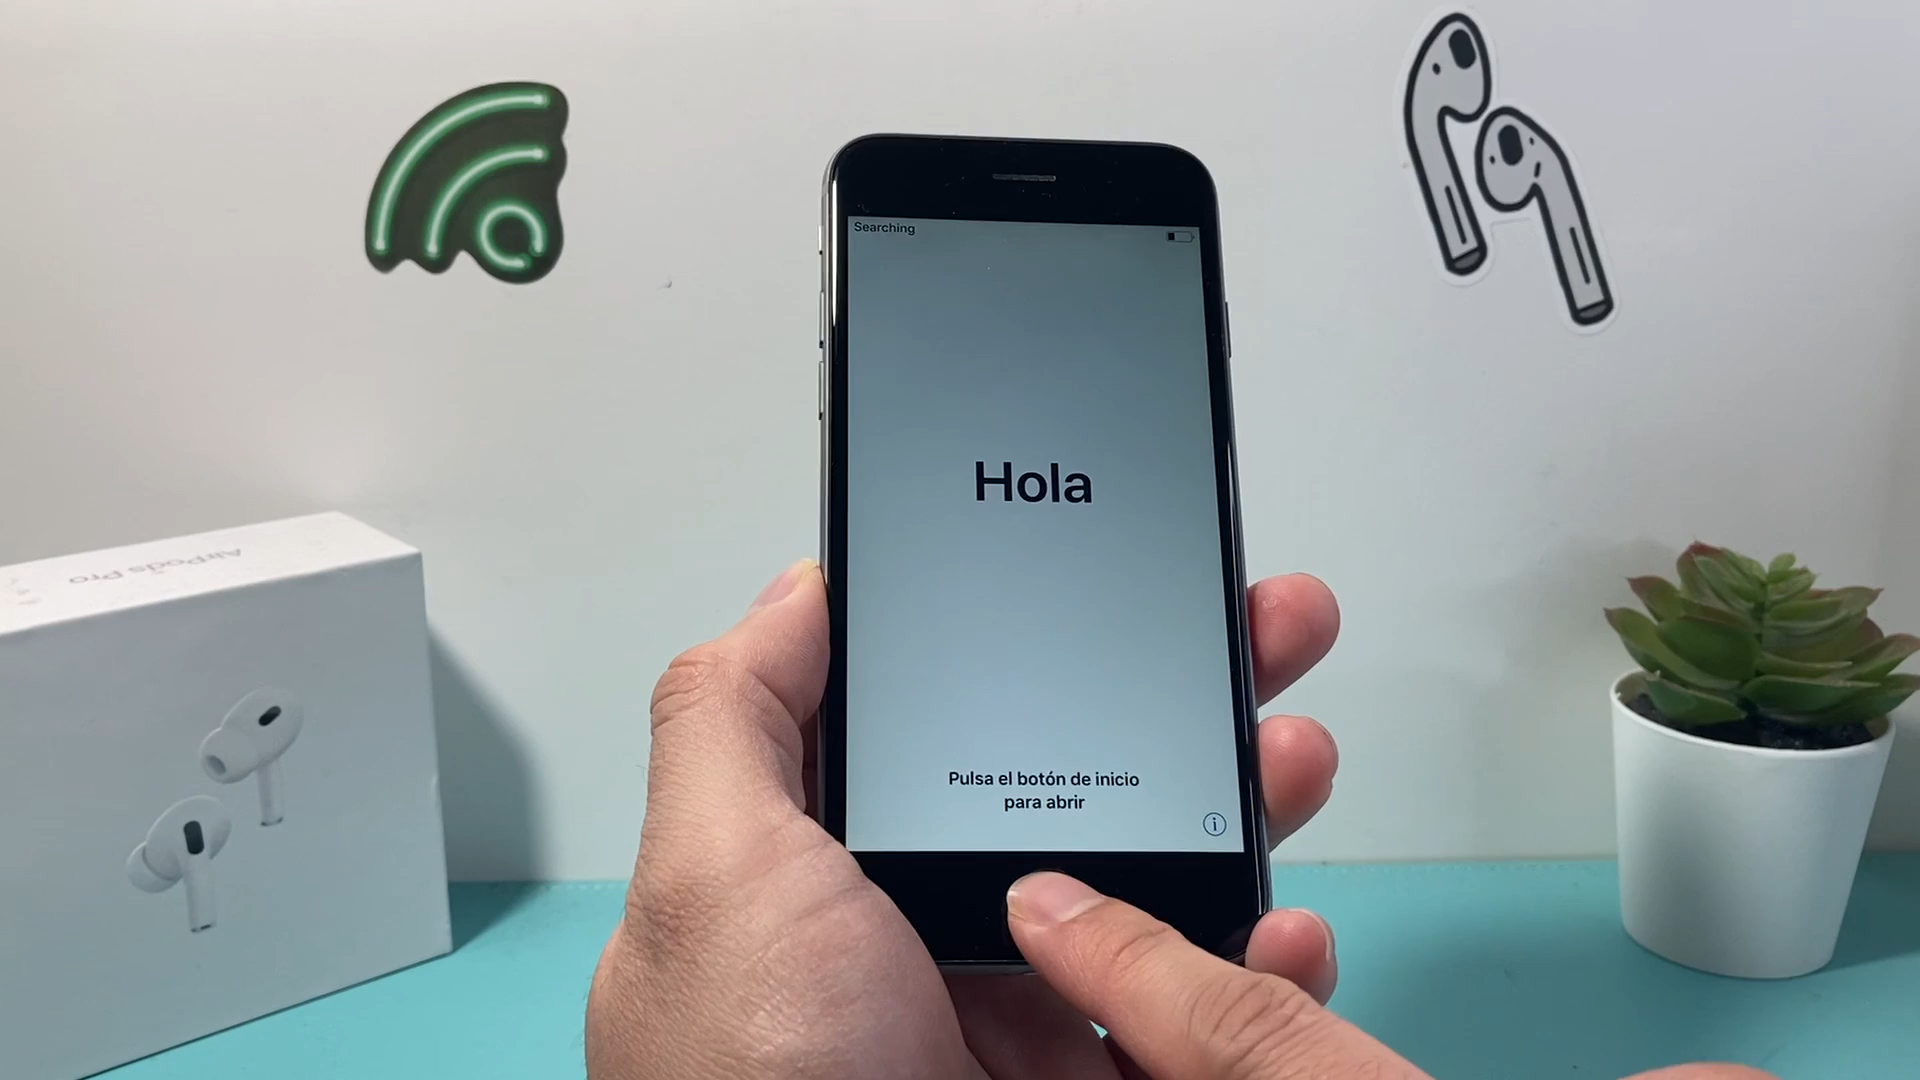 Searching
Hola
Pulsa el botón de inicio
para abrir
AirPods Pro